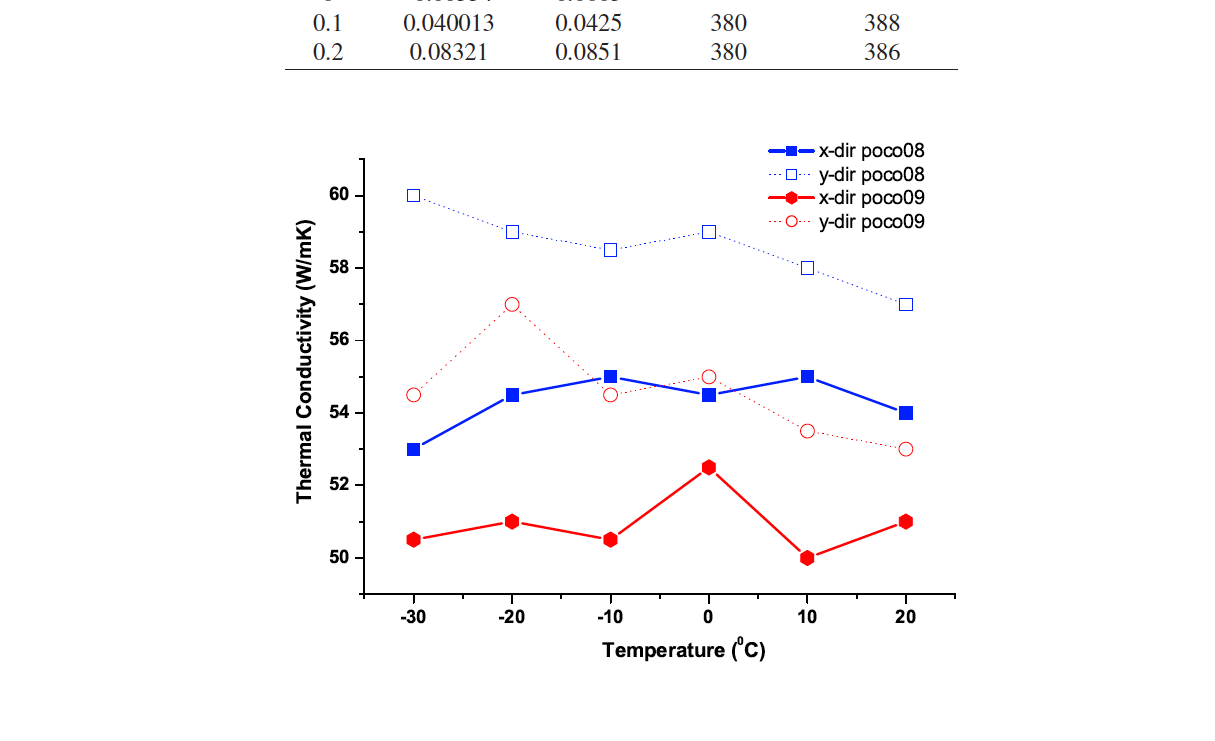 0.1 0.040013 0.0425 380 388
0.2 0.08321 0.0851 380 386
x-dir poco08
y-dir poco08
x-dir poco09
y-dir poco09
60
58
56
54
52
50
Thermal Conductivity (W/mK)
-30 -20 -10 0 10 20
Temperature (⁰C)